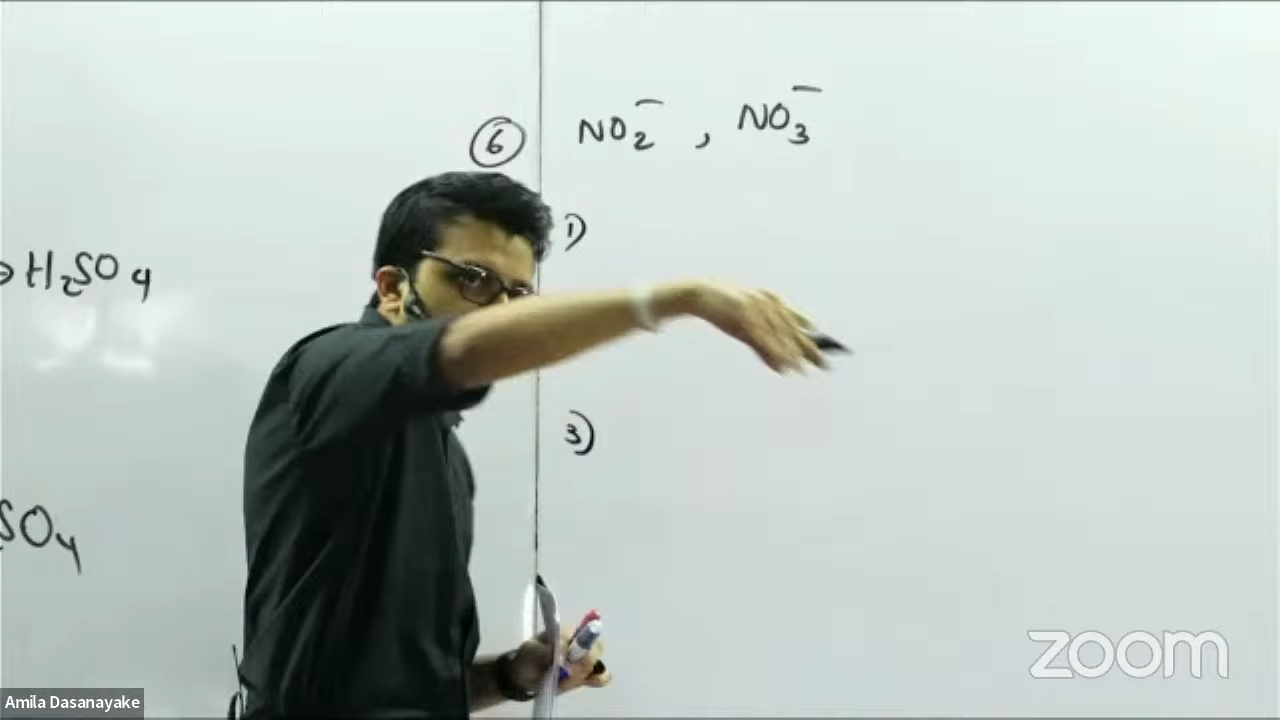 ⑥ NO₂⁻ , NO₃⁻
1)
H₂SO₄
3)
SO₄
zoom
Amila Dasanayake